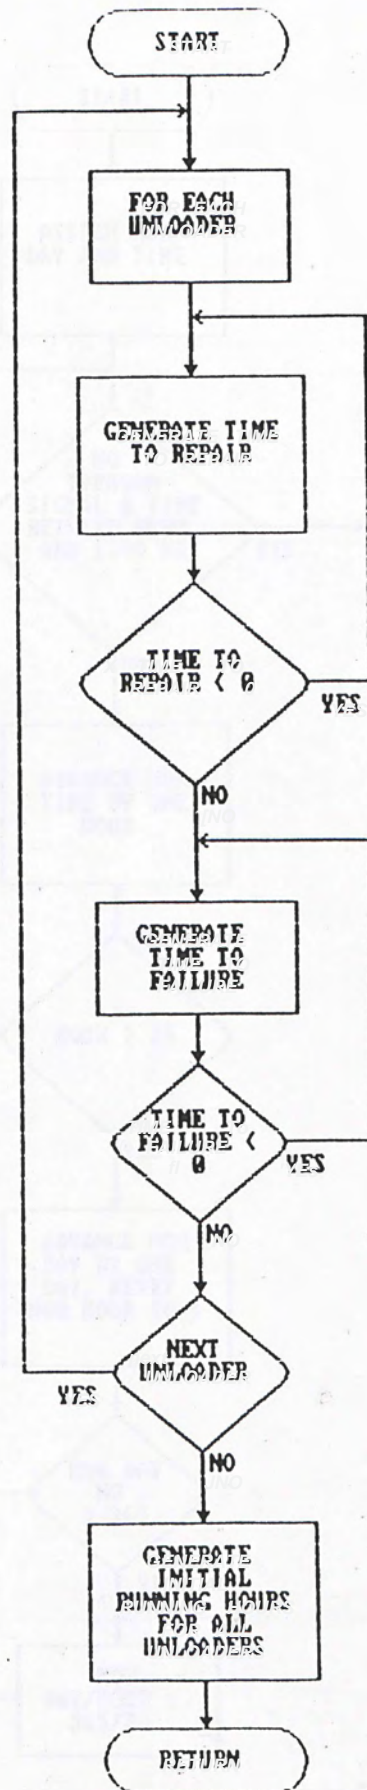 START
FOR EACH
UNLOADER
GENERATE TIME
TO REPAIR
TIME TO
REPAIR < 0
YES
NO
GENERATE
TIME TO
FAILURE
TIME TO
FAILURE <
0
YES
NO
NEXT
UNLOADER
YES
NO
GENERATE
INITIAL
RUNNING HOURS
FOR ALL
UNLOADERS
RETURN